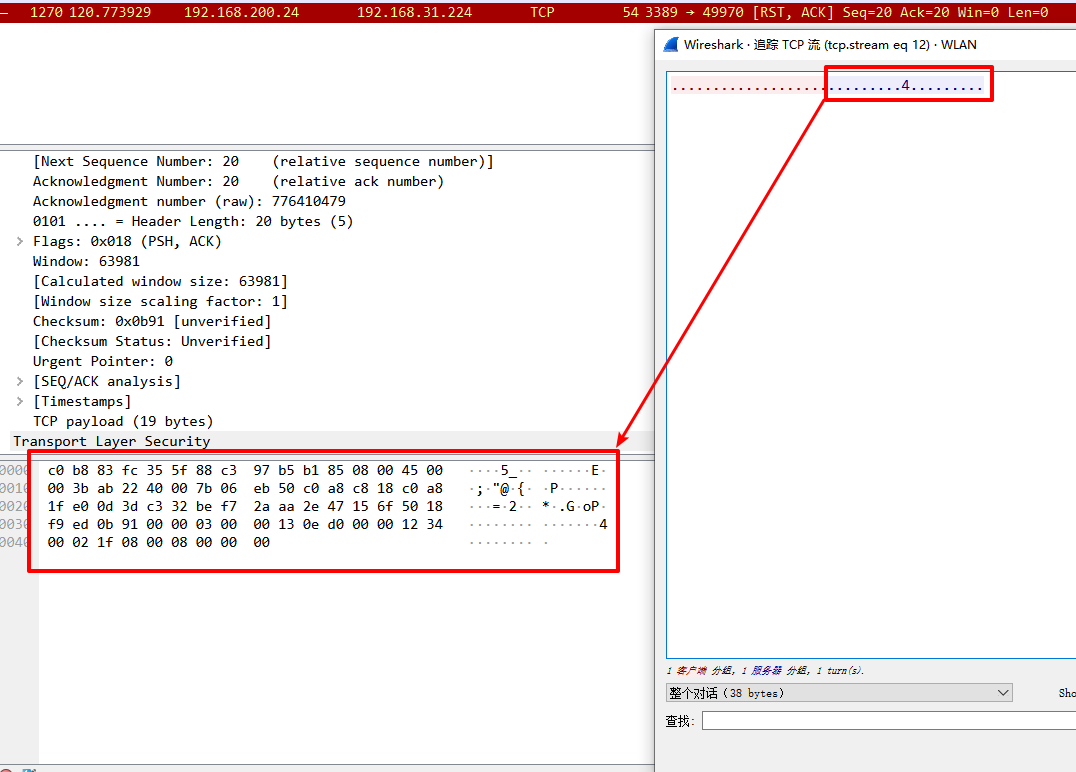 1270 120.773929 192.168.200.24 192.168.31.224 TCP 54 3389 → 49970 [RST, ACK] Seq=20 Ack=20 Win=0 Len=0
Wireshark · 追踪 TCP 流 (tcp.stream eq 12) · WLAN
............................4.........
[Next Sequence Number: 20 (relative sequence number)]
Acknowledgment Number: 20 (relative ack number)
Acknowledgment number (raw): 776410479
0101 .... = Header Length: 20 bytes (5)
Flags: 0x018 (PSH, ACK)
Window: 63981
[Calculated window size: 63981]
[Window size scaling factor: 1]
Checksum: 0x0b91 [unverified]
[Checksum Status: Unverified]
Urgent Pointer: 0
[SEQ/ACK analysis]
[Timestamps]
TCP payload (19 bytes)
Transport Layer Security
0000 c0 b8 83 fc 35 5f 88 c3 97 b5 b1 85 08 00 45 00 ····5_·· ······E·
0010 00 3b ab 22 40 00 7b 06 eb 50 c0 a8 c8 18 c0 a8 ·;·"@·{· ·P······
0020 1f e0 0d 3d c3 32 be f7 2a aa 2e 47 15 6f 50 18 ···=·2·· *·.G·oP·
0030 f9 ed 0b 91 00 00 03 00 00 13 0e d0 00 00 12 34 ········ ·······4
0040 00 02 1f 08 00 08 00 00 00 ········ ·
1 客户端 分组, 1 服务器 分组, 1 turn(s).
整个对话 (38 bytes)
Sho
查找: